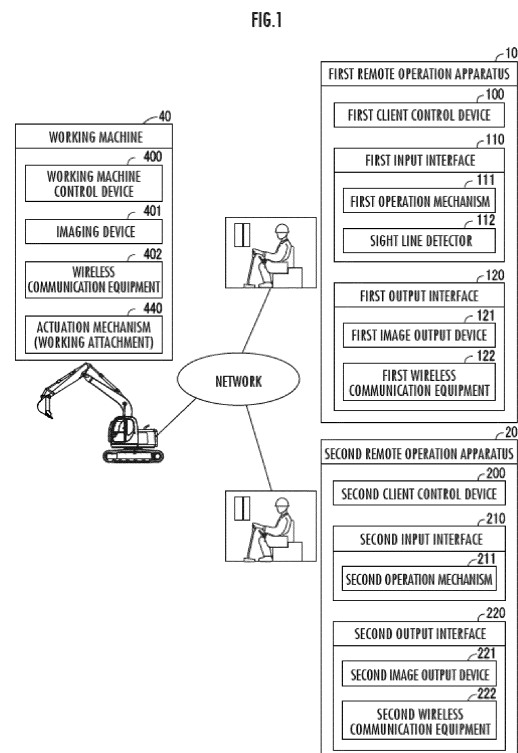 FIG.1
40
WORKING MACHINE
400
WORKING MACHINE
CONTROL DEVICE
401
IMAGING DEVICE
402
WIRELESS
COMMUNICATION EQUIPMENT
440
ACTUATION MECHANISM
(WORKING ATTACHMENT)
NETWORK
10
FIRST REMOTE OPERATION APPARATUS
100
FIRST CLIENT CONTROL DEVICE
110
FIRST INPUT INTERFACE
111
FIRST OPERATION MECHANISM
112
SIGHT LINE DETECTOR
120
FIRST OUTPUT INTERFACE
121
FIRST IMAGE OUTPUT DEVICE
122
FIRST WIRELESS
COMMUNICATION EQUIPMENT
20
SECOND REMOTE OPERATION APPARATUS
200
SECOND CLIENT CONTROL DEVICE
210
SECOND INPUT INTERFACE
211
SECOND OPERATION MECHANISM
220
SECOND OUTPUT INTERFACE
221
SECOND IMAGE OUTPUT DEVICE
222
SECOND WIRELESS
COMMUNICATION EQUIPMENT